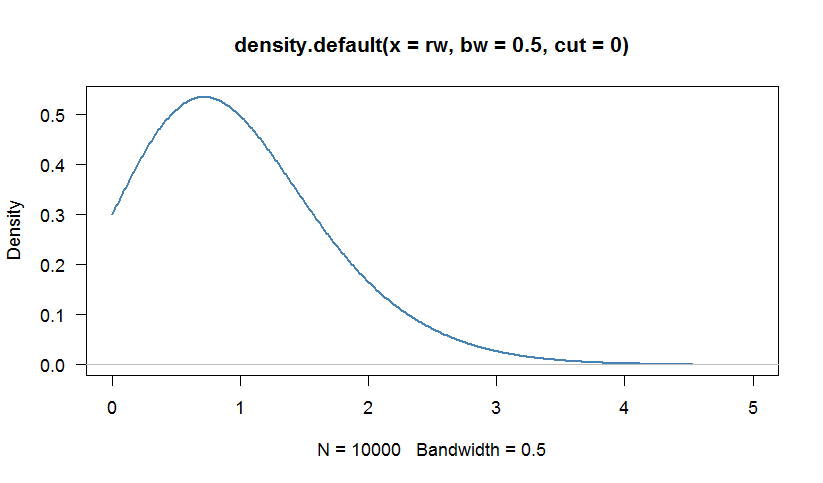 density.default(x = rw, bw = 0.5, cut = 0)
Density
0.5
0.4
0.3
0.2
0.1
0.0
0 1 2 3 4 5
N = 10000 Bandwidth = 0.5